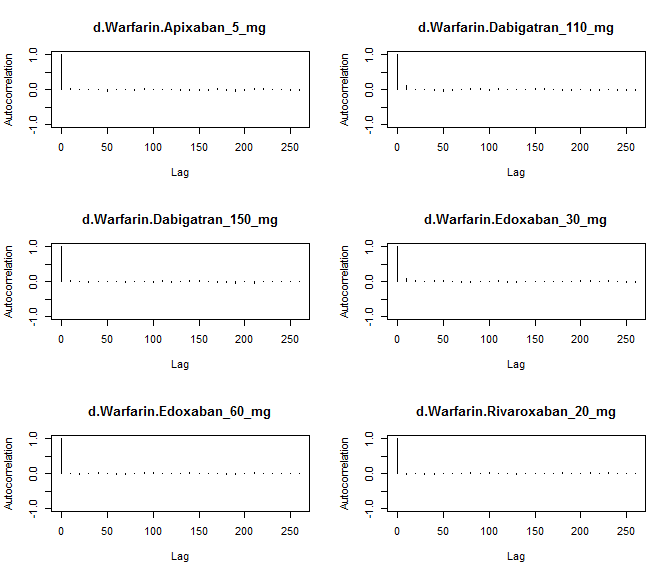 d.Warfarin.Apixaban_5_mg
Autocorrelation
1.0
0.0
-1.0
0 50 100 150 200 250
Lag
d.Warfarin.Dabigatran_110_mg
Autocorrelation
1.0
0.0
-1.0
0 50 100 150 200 250
Lag
d.Warfarin.Dabigatran_150_mg
Autocorrelation
1.0
0.0
-1.0
0 50 100 150 200 250
Lag
d.Warfarin.Edoxaban_30_mg
Autocorrelation
1.0
0.0
-1.0
0 50 100 150 200 250
Lag
d.Warfarin.Edoxaban_60_mg
Autocorrelation
1.0
0.0
-1.0
0 50 100 150 200 250
Lag
d.Warfarin.Rivaroxaban_20_mg
Autocorrelation
1.0
0.0
-1.0
0 50 100 150 200 250
Lag